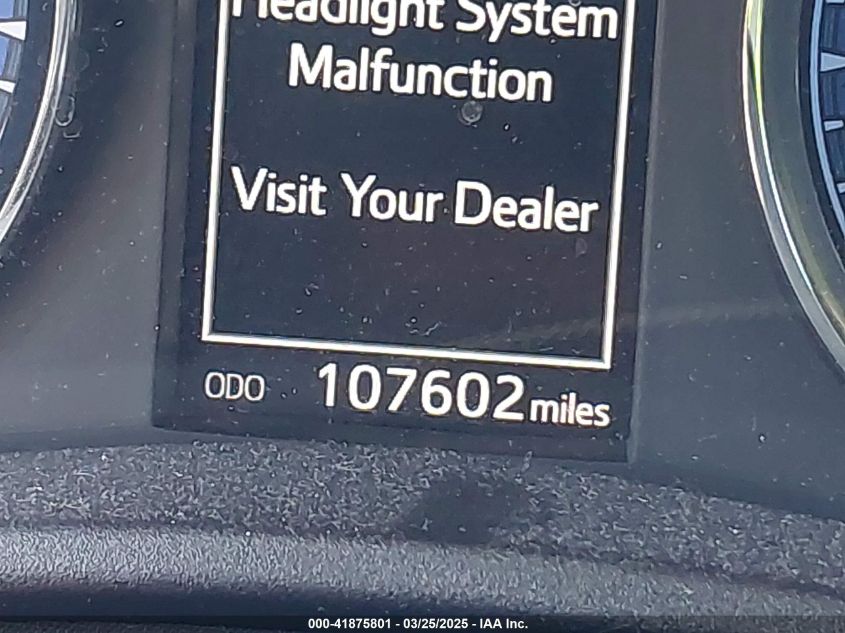 Headlight System
Malfunction
Visit Your Dealer
ODO 107602 miles
000-41875801 - 03/25/2025 - IAA Inc.